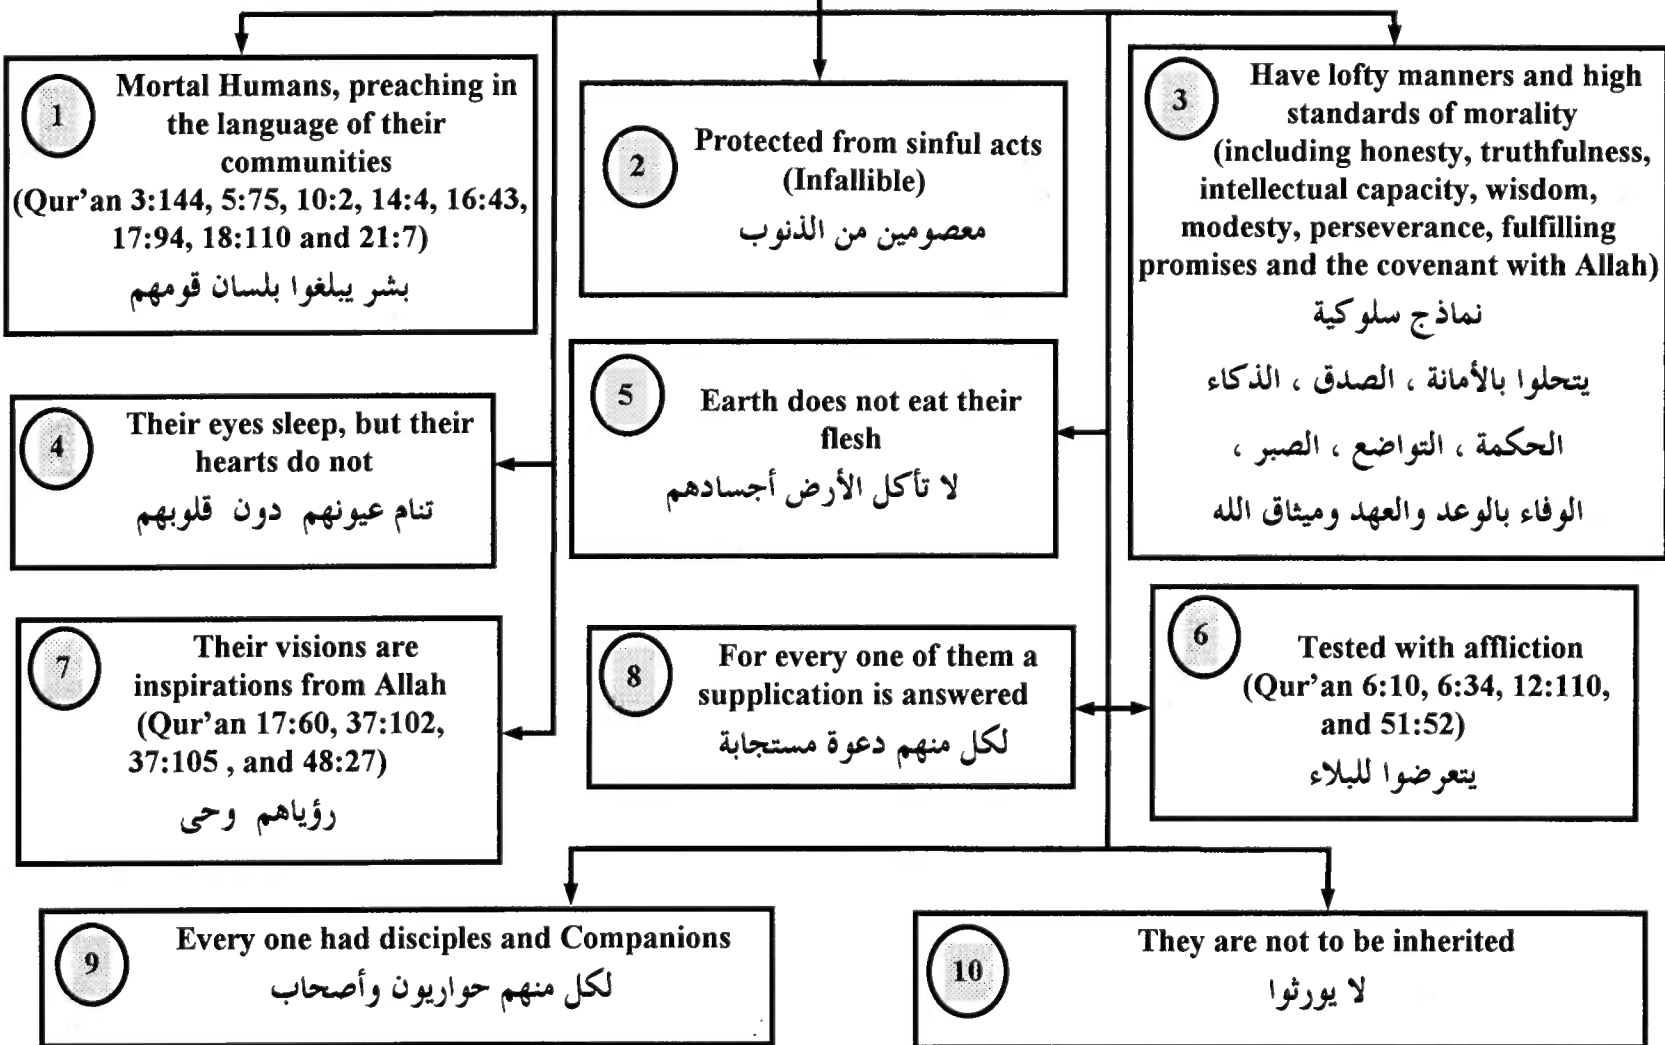 1
Mortal Humans, preaching in
the language of their
communities
(Qur’an 3:144, 5:75, 10:2, 14:4, 16:43,
17:94, 18:110 and 21:7)
بشر يبلغوا بلسان قومهم
2
Protected from sinful acts
(Infallible)
معصومين من الذنوب
3
Have lofty manners and high
standards of morality
(including honesty, truthfulness,
intellectual capacity, wisdom,
modesty, perseverance, fulfilling
promises and the covenant with Allah)
نماذج سلوكية
يتحلوا بالأمانة ، الصدق ، الذكاء
الحكمة ، التواضع ، الصبر ،
الوفاء بالوعد والعهد وميثاق الله
4
Their eyes sleep, but their
hearts do not
تنام عيونهم دون قلوبهم
5
Earth does not eat their
flesh
لا تأكل الأرض أجسادهم
6
Tested with affliction
(Qur’an 6:10, 6:34, 12:110,
and 51:52)
يتعرضوا للبلاء
7
Their visions are
inspirations from Allah
(Qur’an 17:60, 37:102,
37:105 , and 48:27)
رؤياهم وحى
8
For every one of them a
supplication is answered
لكل منهم دعوة مستجابة
9
Every one had disciples and Companions
لكل منهم حواريون وأصحاب
10
They are not to be inherited
لا يورثوا